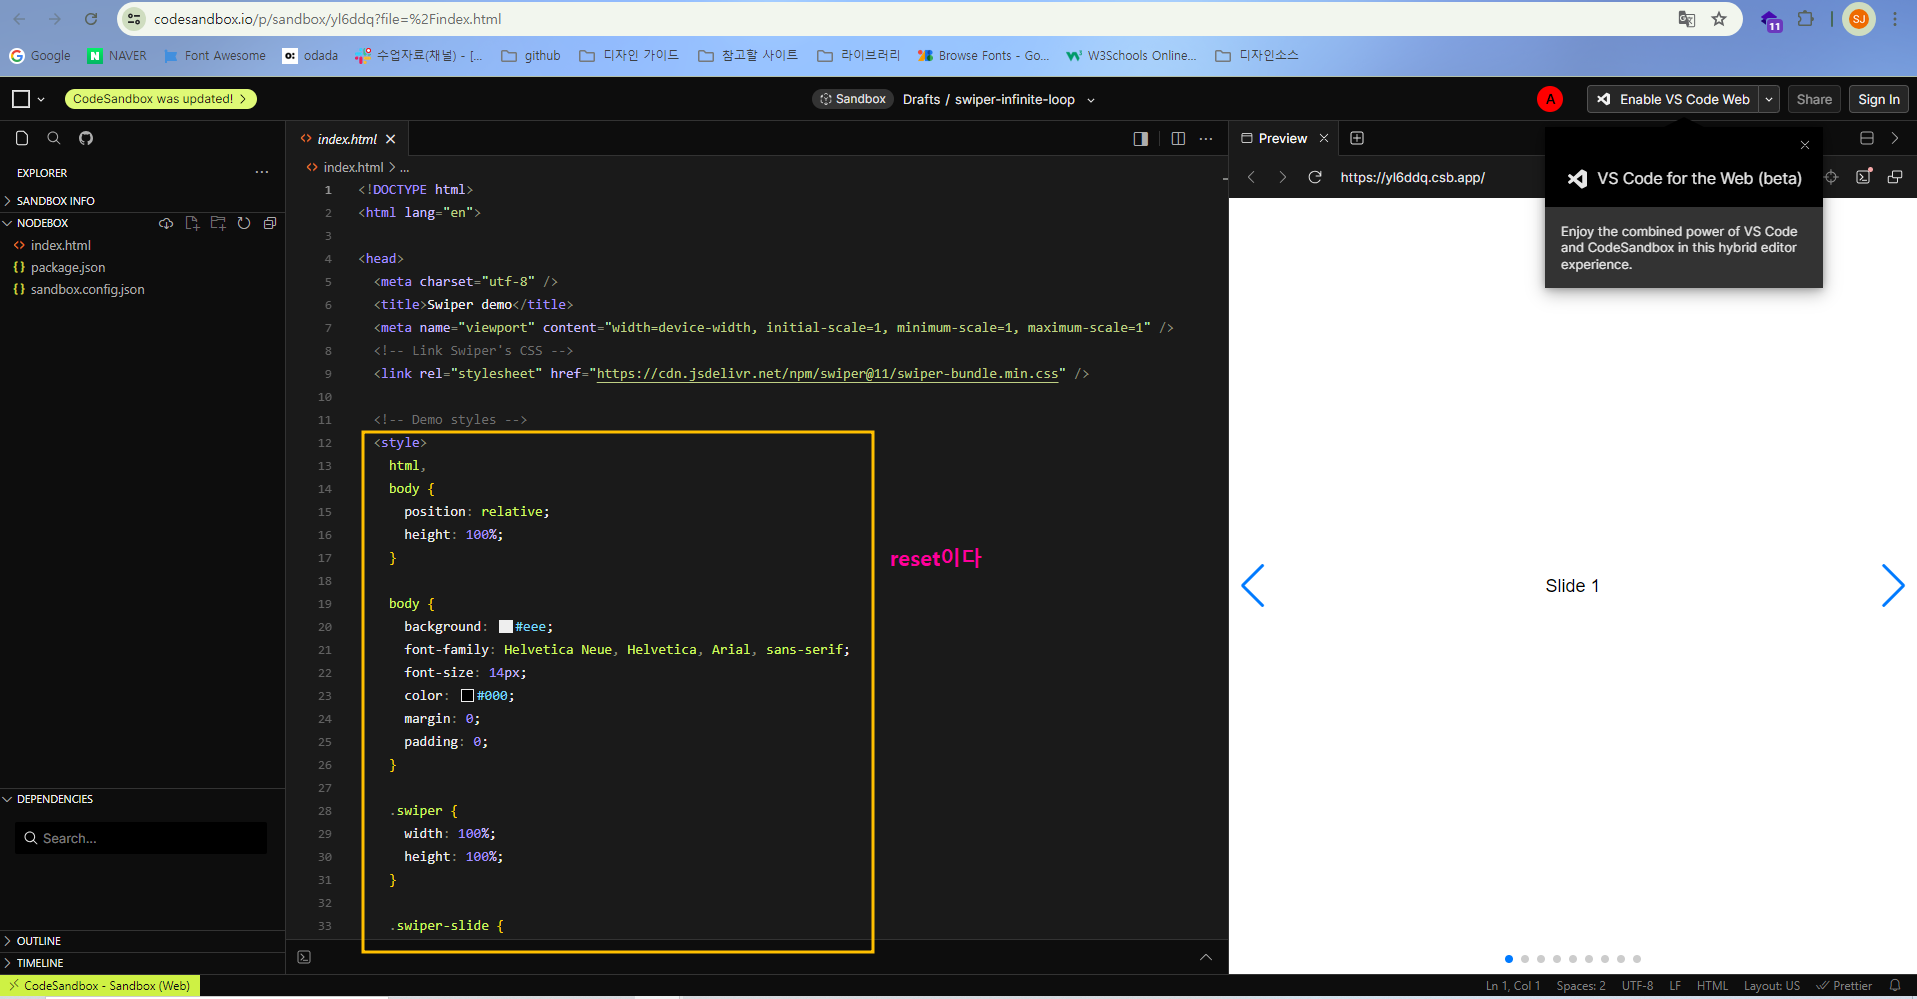 codesandbox.io/p/sandbox/yl6ddq?file=%2Findex.html
11
SJ
Google
NAVER
Font Awesome
odada
수업자료(채널) - [...
github
디자인 가이드
참고할 사이트
라이브러리
Browse Fonts - Go...
W3Schools Online...
디자인소스
CodeSandbox was updated! >
Sandbox
Drafts / swiper-infinite-loop
A
Enable VS Code Web
Share
Sign In
EXPLORER
SANDBOX INFO
NODEBOX
index.html
package.json
sandbox.config.json
DEPENDENCIES
Search...
OUTLINE
TIMELINE
index.html
index.html > ...
1 <!DOCTYPE html>
2 <html lang="en">
3
4 <head>
5 <meta charset="utf-8" />
6 <title>Swiper demo</title>
7 <meta name="viewport" content="width=device-width, initial-scale=1, minimum-scale=1, maximum-scale=1" />
8 <!-- Link Swiper's CSS -->
9 <link rel="stylesheet" href="https://cdn.jsdelivr.net/npm/swiper@11/swiper-bundle.min.css" />
10
11 <!-- Demo styles -->
12 <style>
13 html,
14 body {
15 position: relative;
16 height: 100%;
17 }
18
19 body {
20 background: #eee;
21 font-family: Helvetica Neue, Helvetica, Arial, sans-serif;
22 font-size: 14px;
23 color: #000;
24 margin: 0;
25 padding: 0;
26 }
27
28 .swiper {
29 width: 100%;
30 height: 100%;
31 }
32
33 .swiper-slide {
reset이다
Preview
https://yl6ddq.csb.app/
VS Code for the Web (beta)
Enjoy the combined power of VS Code
and CodeSandbox in this hybrid editor
experience.
Slide 1
CodeSandbox - Sandbox (Web)
Ln 1, Col 1
Spaces: 2
UTF-8
LF
HTML
Layout: US
Prettier